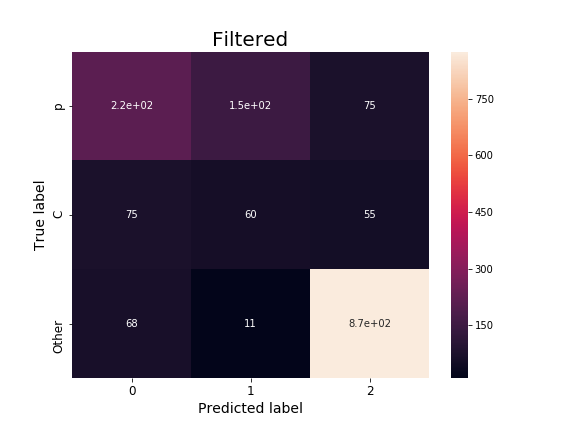 Filtered
p 2.2e+02 1.5e+02 75
C 75 60 55
Other 68 11 8.7e+02
0 1 2
Predicted label
True label
750
600
450
300
150